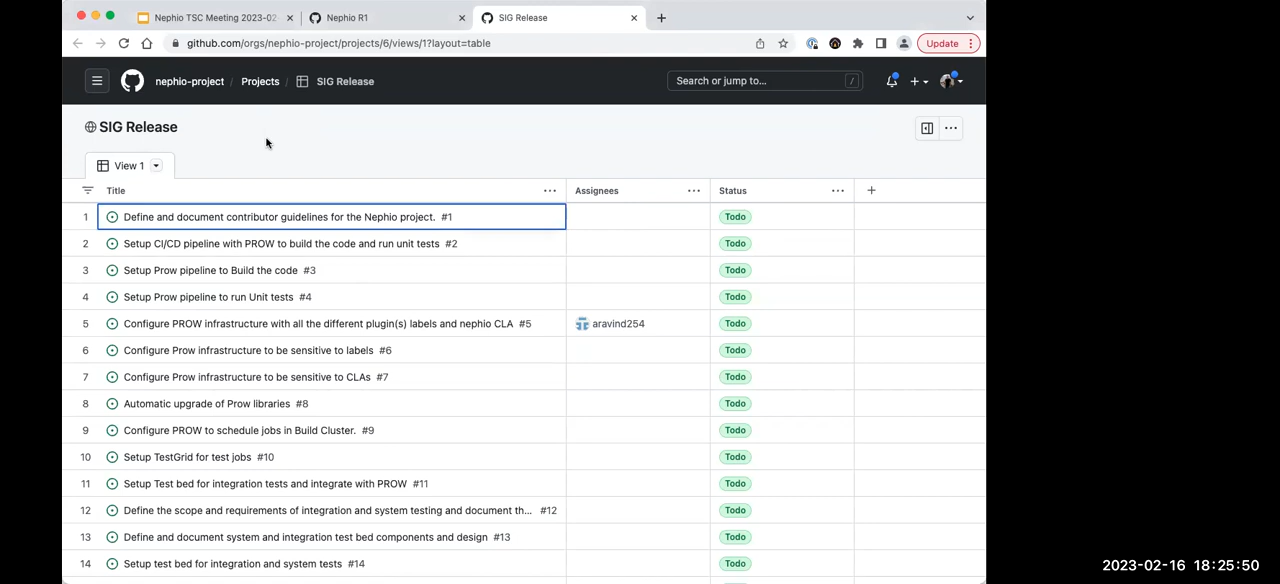 Nephio TSC Meeting 2023-02
Nephio R1
SIG Release
github.com/orgs/nephio-project/projects/6/views/1?layout=table
Update
nephio-project / Projects / SIG Release
Search or jump to... /
SIG Release
View 1
Title Assignees Status
1 Define and document contributor guidelines for the Nephio project. #1 Todo
2 Setup CI/CD pipeline with PROW to build the code and run unit tests #2 Todo
3 Setup Prow pipeline to Build the code #3 Todo
4 Setup Prow pipeline to run Unit tests #4 Todo
5 Configure PROW infrastructure with all the different plugin(s) labels and nephio CLA #5 aravind254 Todo
6 Configure Prow infrastructure to be sensitive to labels #6 Todo
7 Configure Prow infrastructure to be sensitive to CLAs #7 Todo
8 Automatic upgrade of Prow libraries #8 Todo
9 Configure PROW to schedule jobs in Build Cluster. #9 Todo
10 Setup TestGrid for test jobs #10 Todo
11 Setup Test bed for integration tests and integrate with PROW #11 Todo
12 Define the scope and requirements of integration and system testing and document th... #12 Todo
13 Define and document system and integration test bed components and design #13 Todo
14 Setup test bed for integration and system tests #14 Todo
2023-02-16 18:25:50